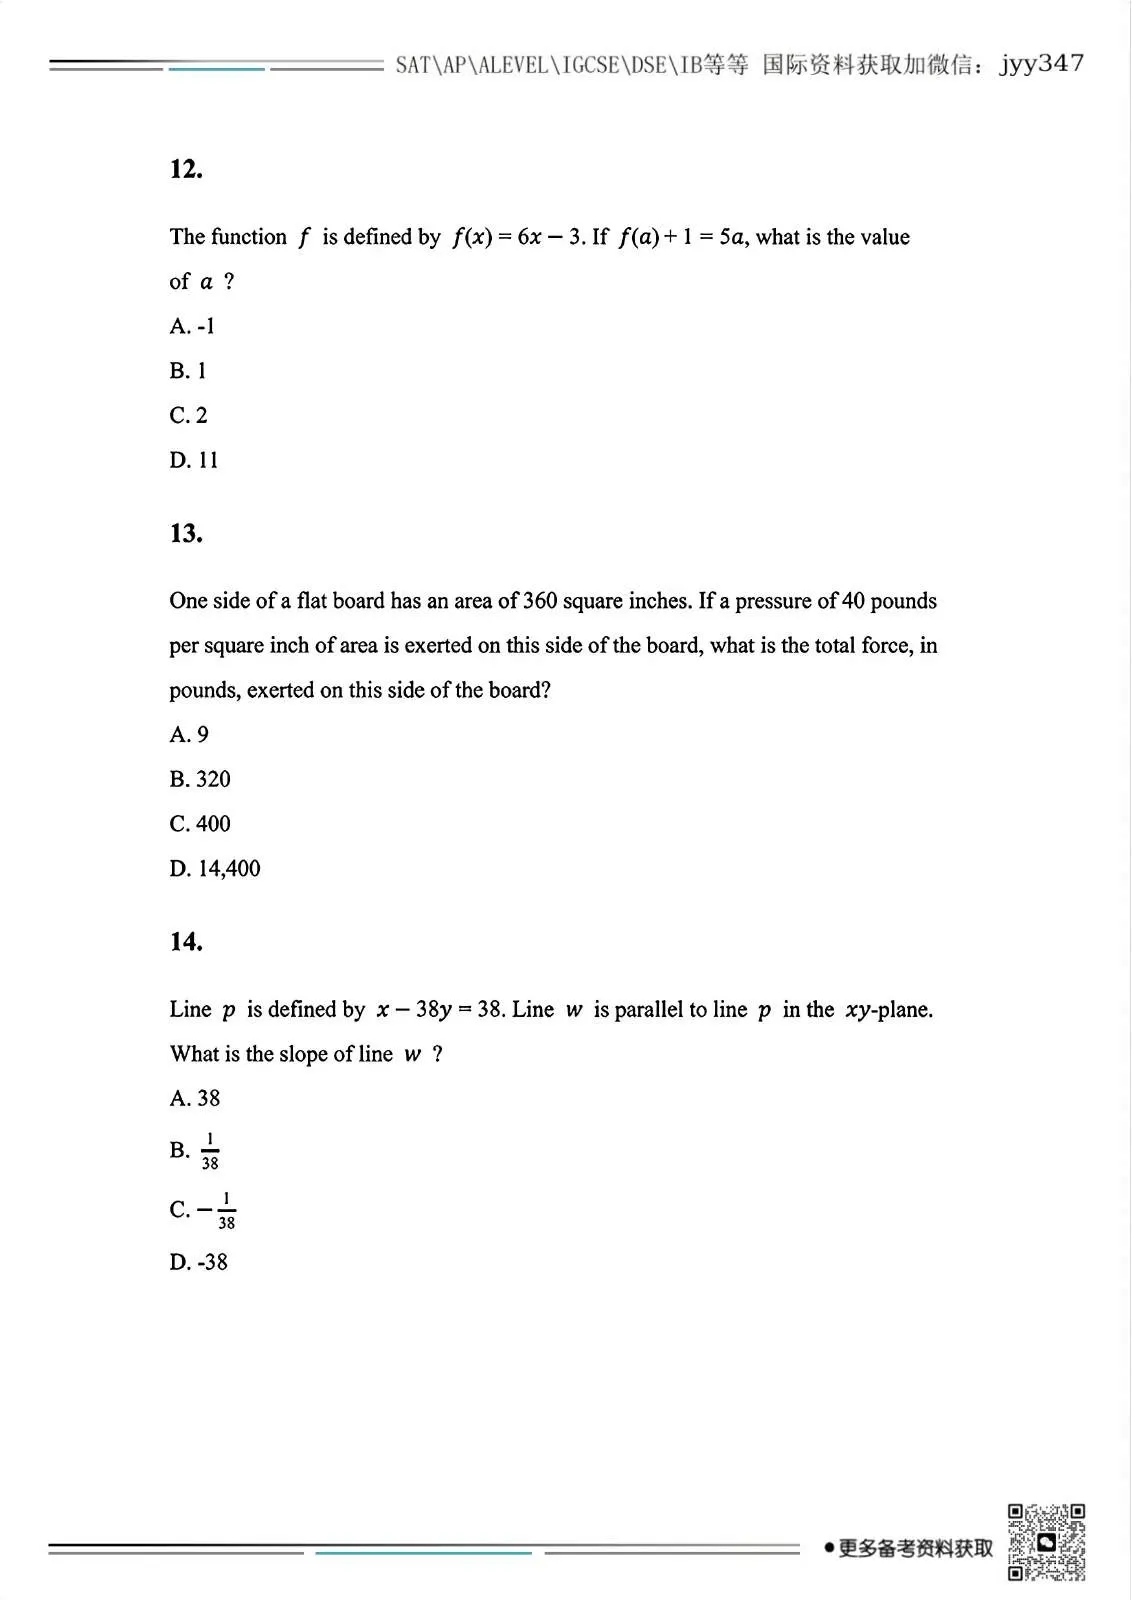 SAT\AP\ALEVEL\IGCSE\DSE\IB等等 国际资料获取加微信：jyy347
12.
The function f is defined by f(x) = 6x − 3. If f(a) + 1 = 5a, what is the value
of a ?
A. -1
B. 1
C. 2
D. 11
13.
One side of a flat board has an area of 360 square inches. If a pressure of 40 pounds
per square inch of area is exerted on this side of the board, what is the total force, in
pounds, exerted on this side of the board?
A. 9
B. 320
C. 400
D. 14,400
14.
Line p is defined by x − 38y = 38. Line w is parallel to line p in the xy-plane.
What is the slope of line w ?
A. 38
B. 1/38
C. −1/38
D. -38
●更多备考资料获取